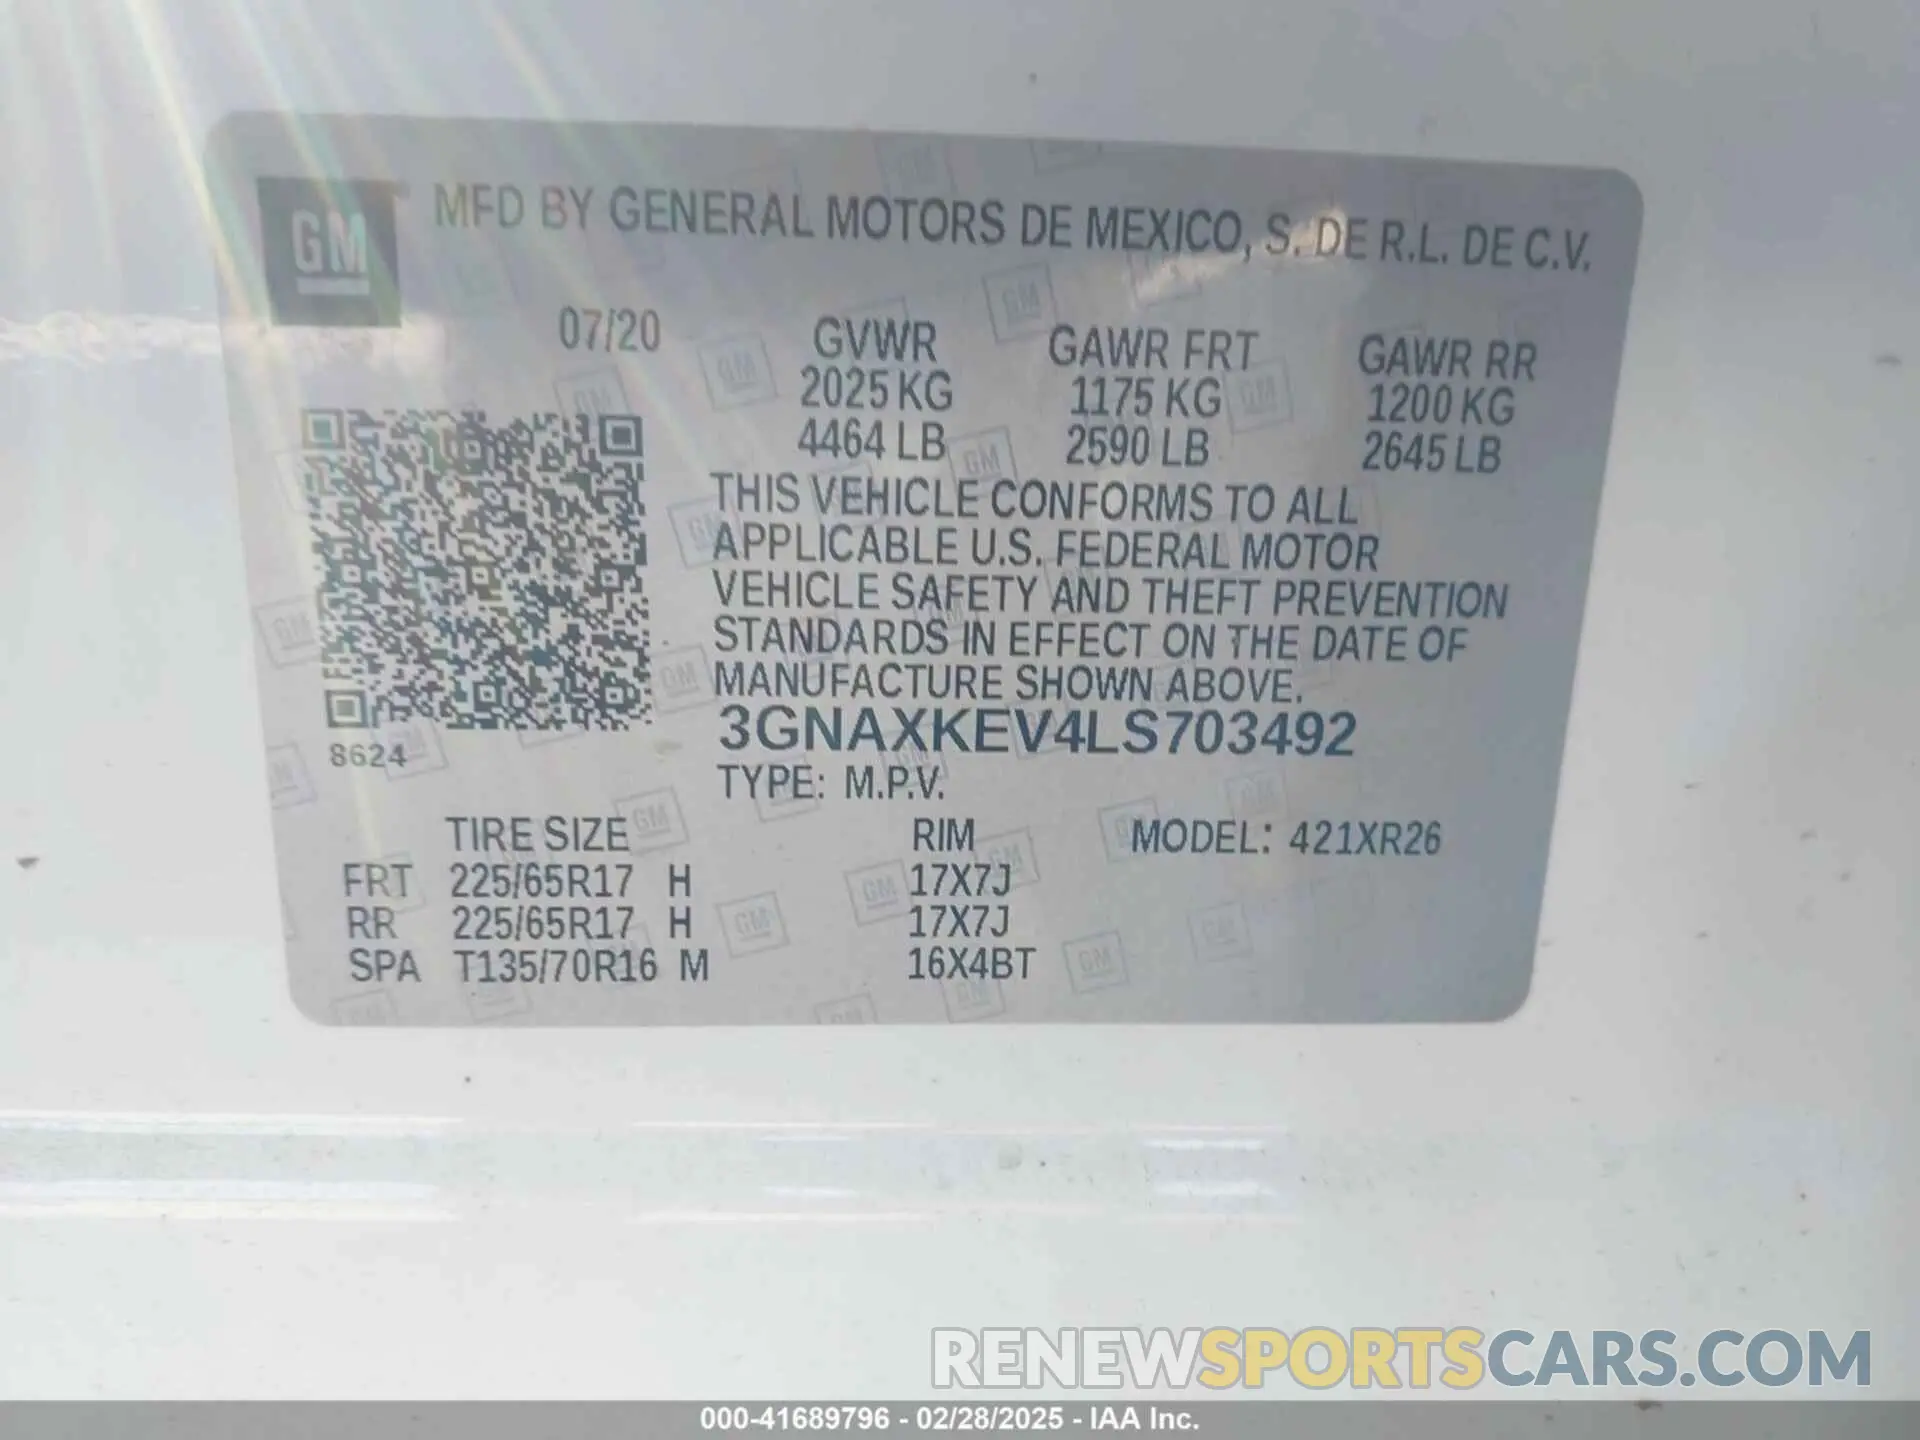 GM
MFD BY GENERAL MOTORS DE MEXICO, S. DE R.L. DE C.V.
07/20
GVWR GAWR FRT GAWR RR
2025 KG 1175 KG 1200 KG
4464 LB 2590 LB 2645 LB
THIS VEHICLE CONFORMS TO ALL
APPLICABLE U.S. FEDERAL MOTOR
VEHICLE SAFETY AND THEFT PREVENTION
STANDARDS IN EFFECT ON THE DATE OF
MANUFACTURE SHOWN ABOVE.
3GNAXKEV4LS703492
8624
TYPE: M.P.V.
TIRE SIZE RIM MODEL: 421XR26
FRT 225/65R17 H 17X7J
RR 225/65R17 H 17X7J
SPA T135/70R16 M 16X4BT
RENEWSPORTSCARS.COM
000-41689796 - 02/28/2025 - IAA Inc.